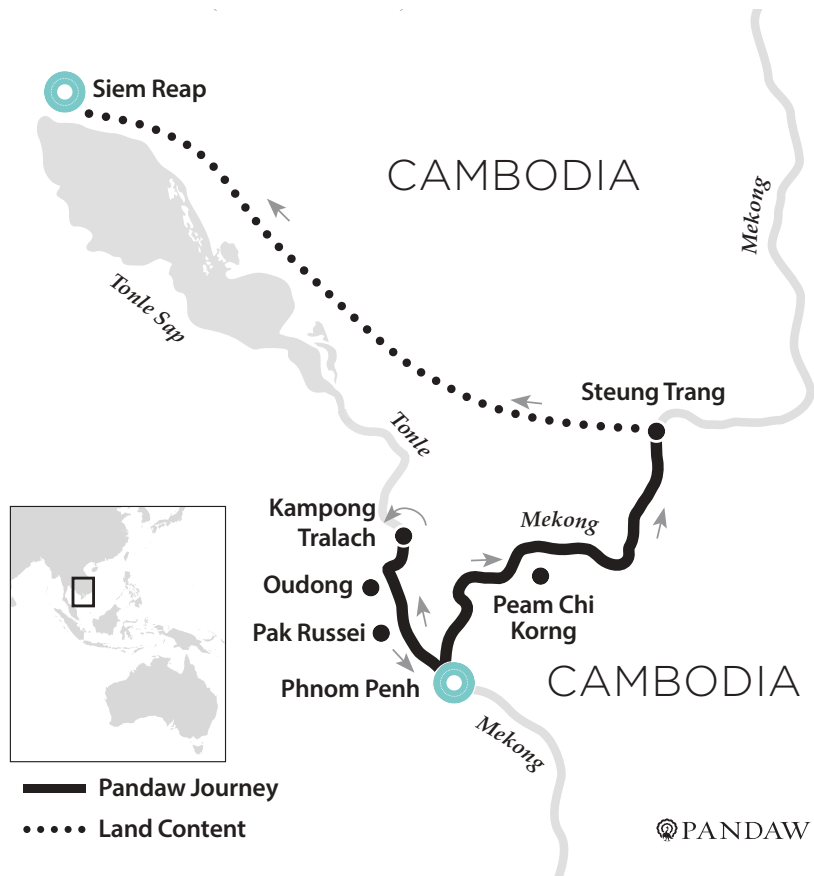 Siem Reap
CAMBODIA
Mekong
Tonle Sap
Steung Trang
Tonle
Kampong
Tralach
Mekong
Oudong
Peam Chi
Korng
Pak Russei
Phnom Penh
CAMBODIA
Mekong
Pandaw Journey
Land Content
PANDAW